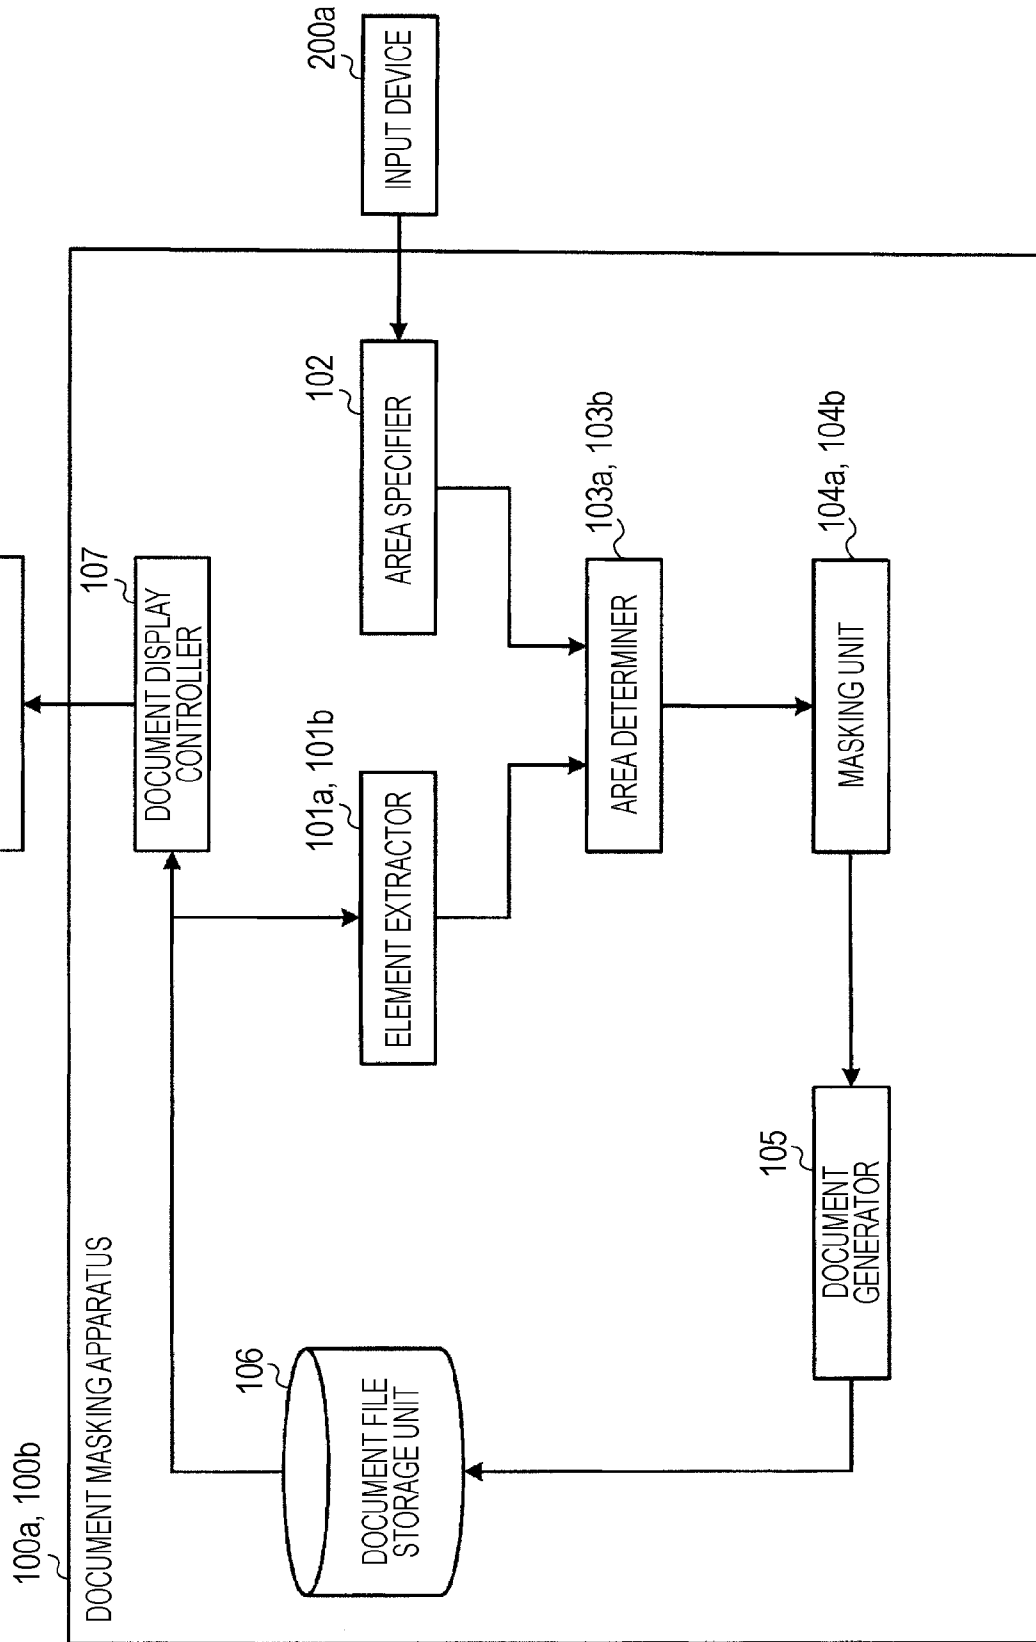 100a, 100b
DOCUMENT MASKING APPARATUS
107
DOCUMENT DISPLAY
CONTROLLER
106
DOCUMENT FILE
STORAGE UNIT
101a, 101b
ELEMENT EXTRACTOR
102
AREA SPECIFIER
200a
INPUT DEVICE
103a, 103b
AREA DETERMINER
105
DOCUMENT
GENERATOR
104a, 104b
MASKING UNIT